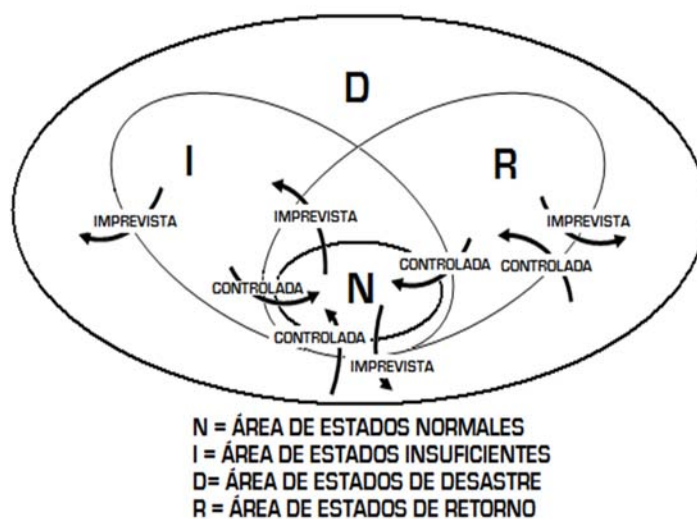 D
I
R
IMPREVISTA
IMPREVISTA
IMPREVISTA
CONTROLADA
CONTROLADA
CONTROLADA
N
CONTROLADA
IMPREVISTA
N = ÁREA DE ESTADOS NORMALES
I = ÁREA DE ESTADOS INSUFICIENTES
D= ÁREA DE ESTADOS DE DESASTRE
R = ÁREA DE ESTADOS DE RETORNO